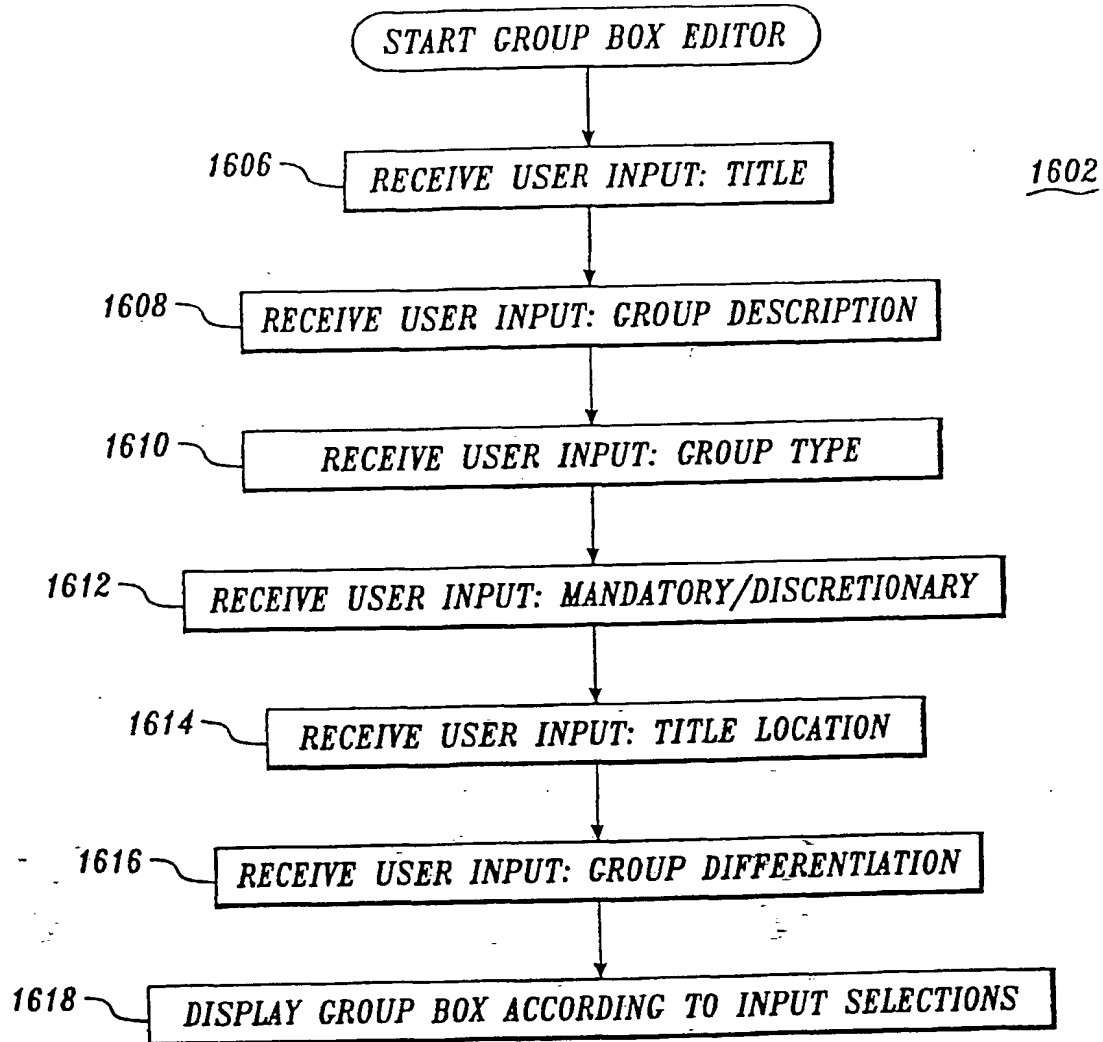 START GROUP BOX EDITOR
1606
RECEIVE USER INPUT: TITLE
1602
1608
RECEIVE USER INPUT: GROUP DESCRIPTION
1610
RECEIVE USER INPUT: GROUP TYPE
1612
RECEIVE USER INPUT: MANDATORY/DISCRETIONARY
1614
RECEIVE USER INPUT: TITLE LOCATION
1616
RECEIVE USER INPUT: GROUP DIFFERENTIATION
1618
DISPLAY GROUP BOX ACCORDING TO INPUT SELECTIONS